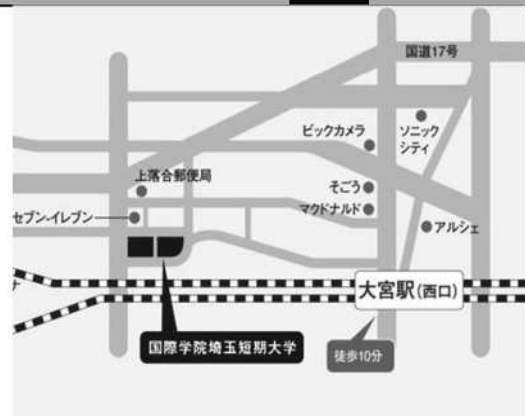 国道17号
ビックカメラ
ソニック
シティ
上落合郵便局
そごう
マクドナルド
セブン-イレブン
アルシェ
ナ
大宮駅(西口)
国際学院埼玉短期大学
徒歩10分